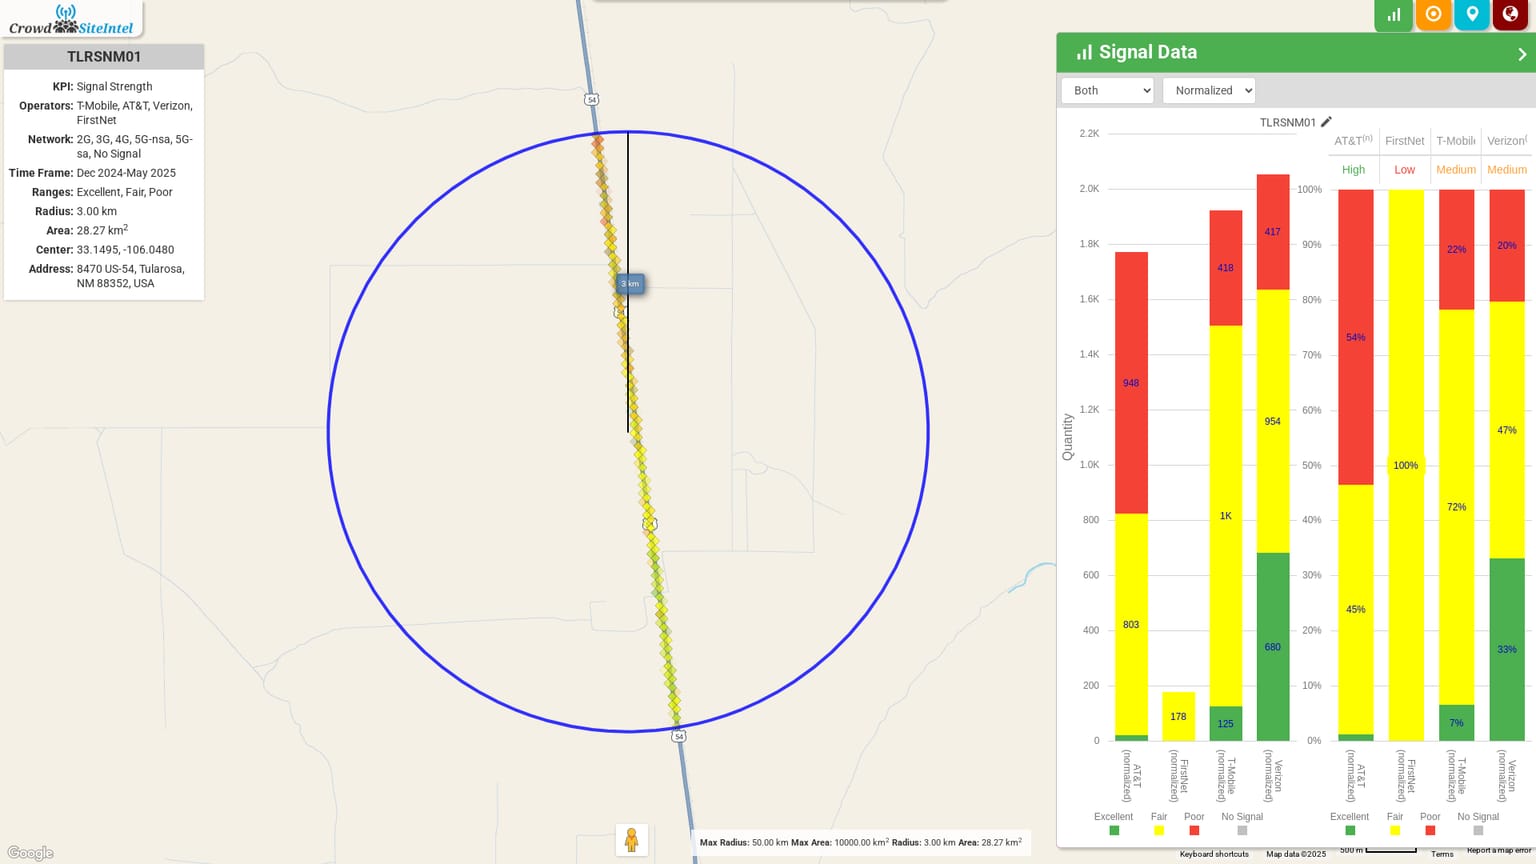 Crowd SiteIntel
TLRSNM01
KPI: Signal Strength
Operators: T-Mobile, AT&T, Verizon,
FirstNet
Network: 2G, 3G, 4G, 5G-nsa, 5G-
sa, No Signal
Time Frame: Dec 2024-May 2025
Ranges: Excellent, Fair, Poor
Radius: 3.00 km
Area: 28.27 km²
Center: 33.1495, -106.0480
Address: 8470 US-54, Tularosa,
NM 88352, USA
54
3 km
54
Google
Max Radius: 50.00 km Max Area: 10000.00 km² Radius: 3.00 km Area: 28.27 km²
Signal Data
Both
Normalized
TLRSNM01
2.2K
2.0K
1.8K
1.6K
1.4K
1.2K
1.0K
800
600
400
200
0
Quantity
948
803
178
418
1K
125
417
954
680
AT&T (normalized)
FirstNet (normalized)
T-Mobile (normalized)
Verizon (normalized)
Excellent
Fair
Poor
No Signal
AT&T(n)
FirstNet
T-Mobile
Verizon(
High
Low
Medium
Medium
100%
90%
80%
70%
60%
50%
40%
30%
20%
10%
0%
54%
45%
100%
22%
72%
7%
20%
47%
33%
AT&T (normalized)
FirstNet (normalized)
T-Mobile (normalized)
Verizon (normalized)
Excellent
Fair
Poor
No Signal
Keyboard shortcuts
Map data ©2025
500 m
Terms
Report a map error